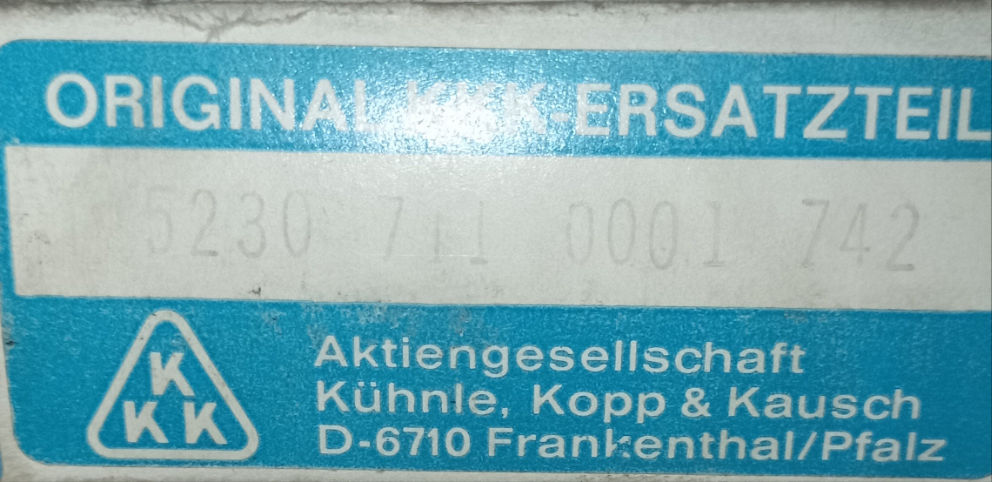 ORIGINAL KKK-ERSATZTEIL
5230 711 0001 742
K
K K
Aktiengesellschaft
Kühnle, Kopp & Kausch
D-6710 Frankenthal/Pfalz